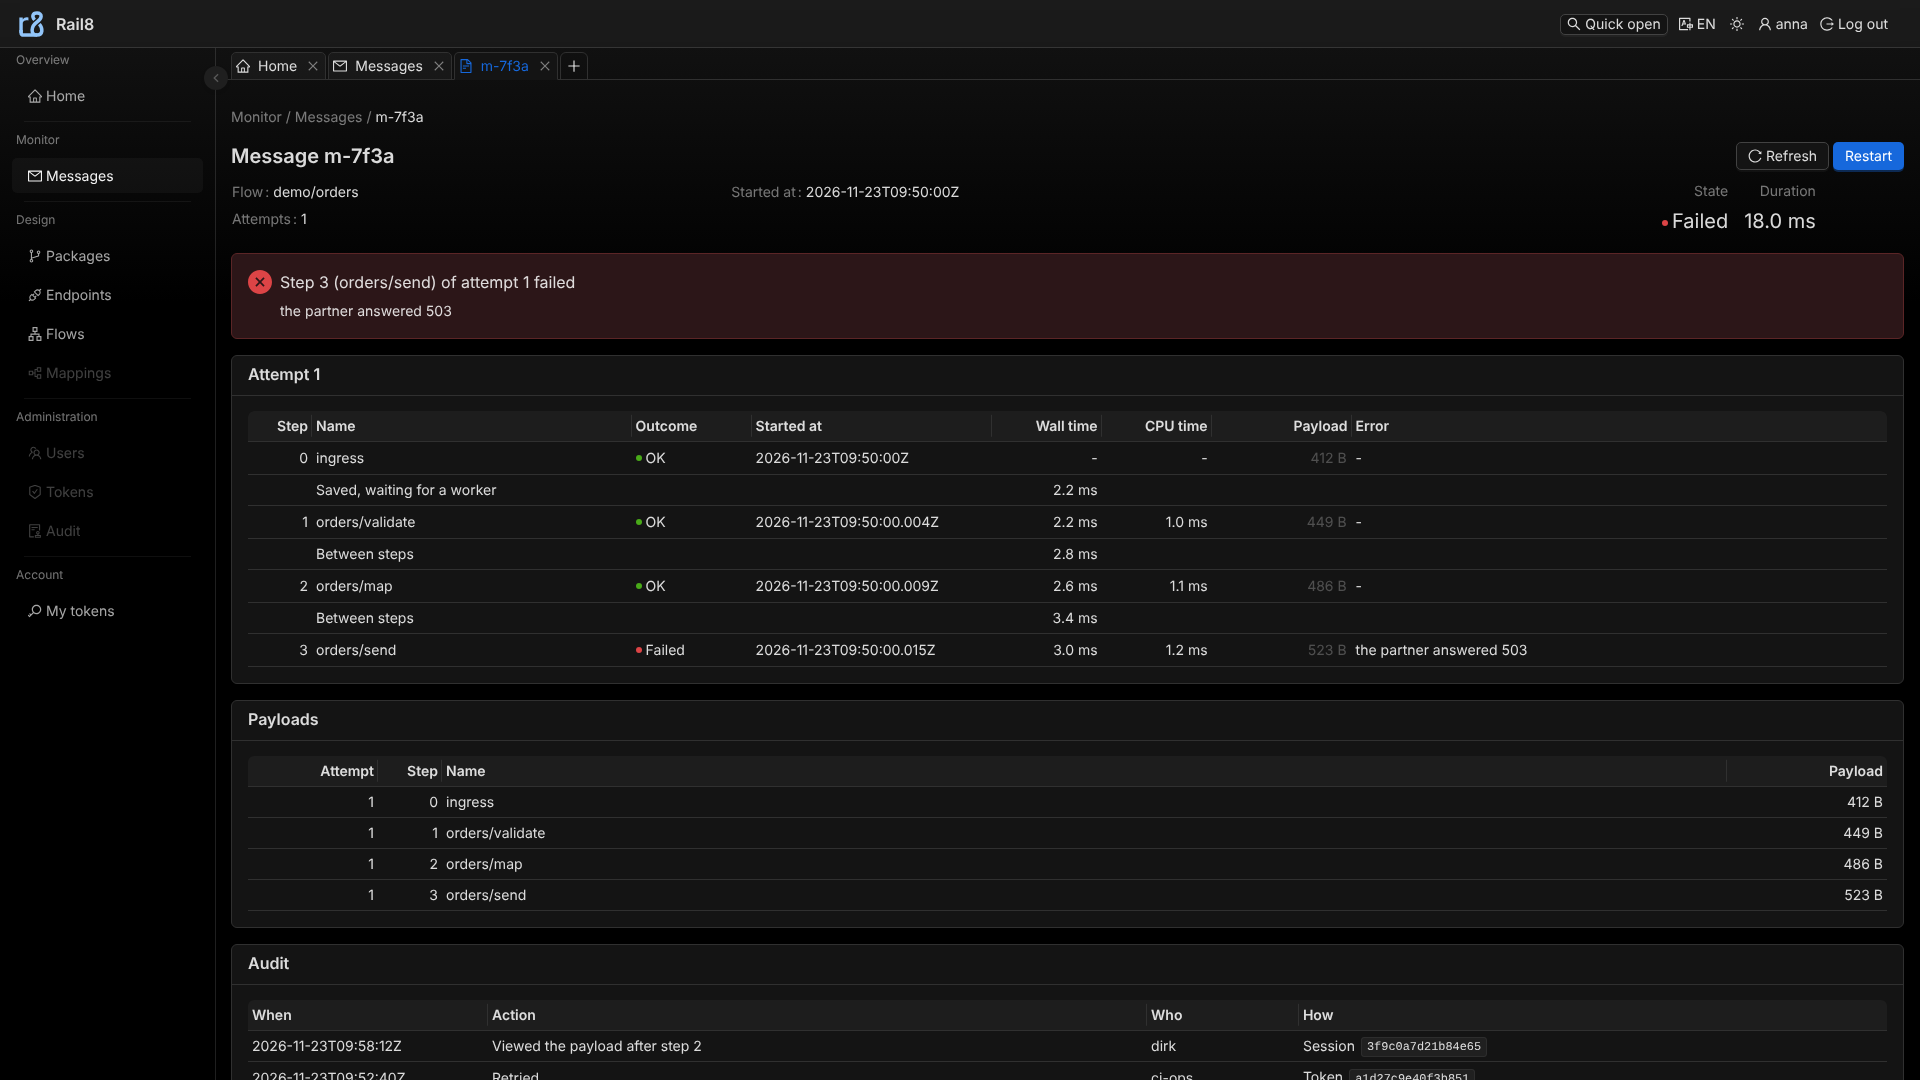 Rail8
Quick open EN anna Log out
Overview
Home
Monitor
Messages
Design
Packages
Endpoints
Flows
Mappings
Administration
Users
Tokens
Audit
Account
My tokens
Home Messages m-7f3a
Monitor / Messages / m-7f3a
Message m-7f3a
Refresh Restart
Flow : demo/orders Started at : 2026-11-23T09:50:00Z
Attempts : 1
State Duration
Failed 18.0 ms
Step 3 (orders/send) of attempt 1 failed
the partner answered 503
Attempt 1
Step Name Outcome Started at Wall time CPU time Payload Error
0 ingress OK 2026-11-23T09:50:00Z - - 412 B -
Saved, waiting for a worker 2.2 ms
1 orders/validate OK 2026-11-23T09:50:00.004Z 2.2 ms 1.0 ms 449 B -
Between steps 2.8 ms
2 orders/map OK 2026-11-23T09:50:00.009Z 2.6 ms 1.1 ms 486 B -
Between steps 3.4 ms
3 orders/send Failed 2026-11-23T09:50:00.015Z 3.0 ms 1.2 ms 523 B the partner answered 503
Payloads
Attempt Step Name Payload
1 0 ingress 412 B
1 1 orders/validate 449 B
1 2 orders/map 486 B
1 3 orders/send 523 B
Audit
When Action Who How
2026-11-23T09:58:12Z Viewed the payload after step 2 dirk Session 3f9c0a7d21b84e65
2026-11-23T09:52:40Z Retried ci-ops Token a1d27c9e40f3b851